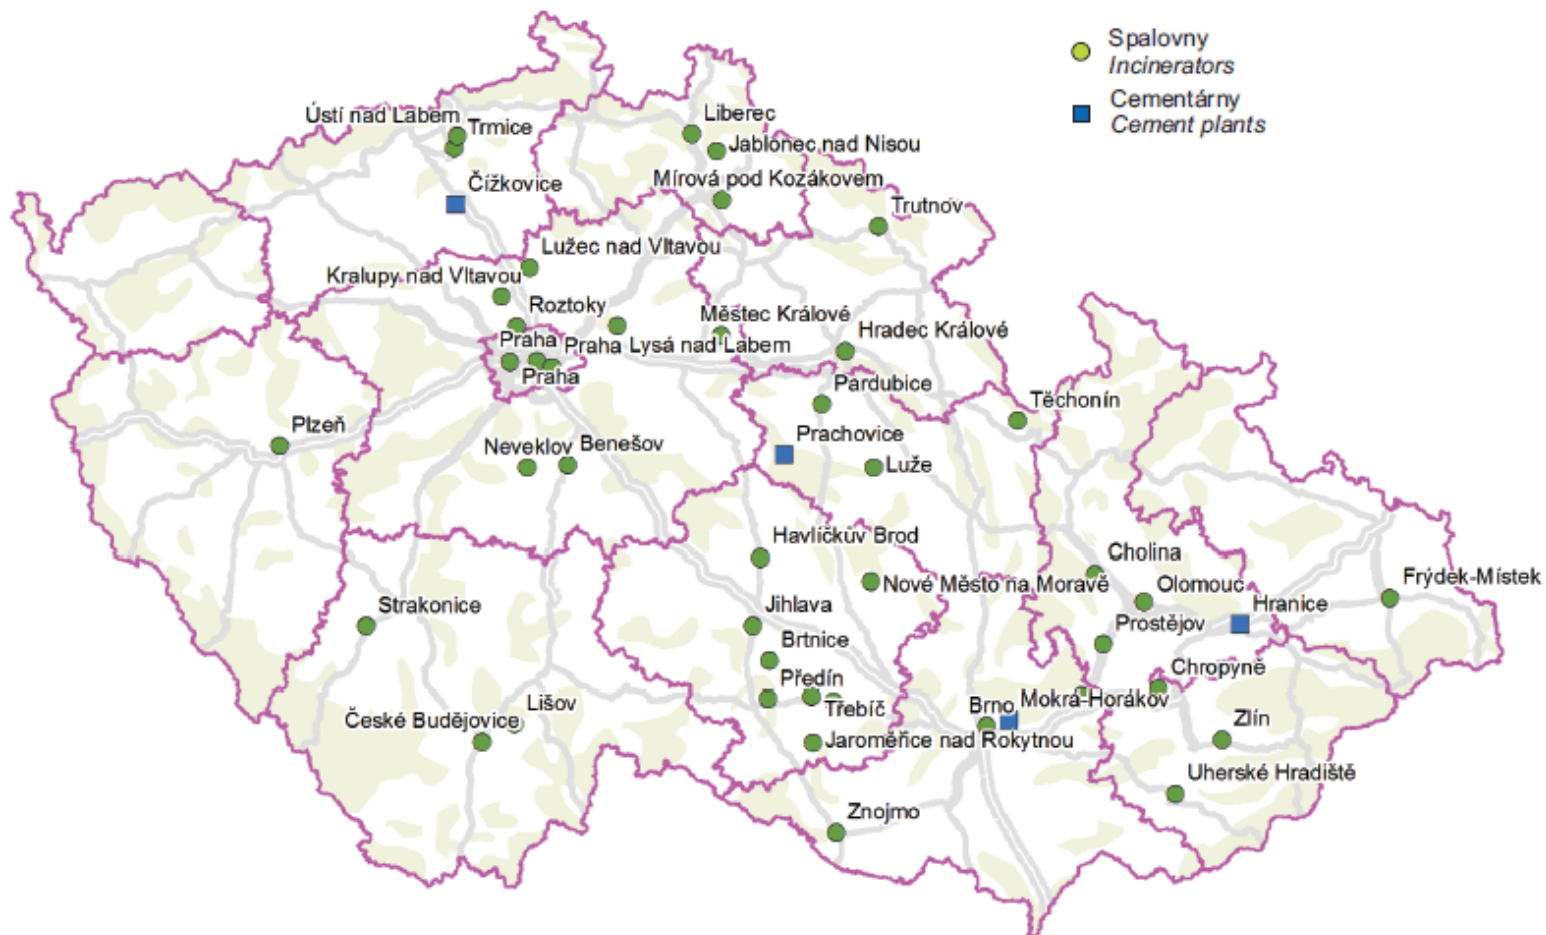 Spalovny
Incinerators
Cementárny
Cement plants
Ústí nad Labem
Trmice
Liberec
Jablonec nad Nisou
Čížkovice
Mírová pod Kozákovem
Trutnov
Lužec nad Vltavou
Kralupy nad Vltavou
Roztoky
Městec Králové
Hradec Králové
Praha
Praha
Lysá nad Labem
Praha
Pardubice
Těchonín
Plzeň
Prachovice
Neveklov
Benešov
Luže
Havlíčkův Brod
Cholina
Nové Město na Moravě
Olomouc
Frýdek-Místek
Strakonice
Jihlava
Hranice
Prostějov
Brtnice
Chropyně
Předín
Mokrá-Horákov
Lišov
Třebíč
Brno
České Budějovice
Zlín
Jaroměřice nad Rokytnou
Uherské Hradiště
Znojmo